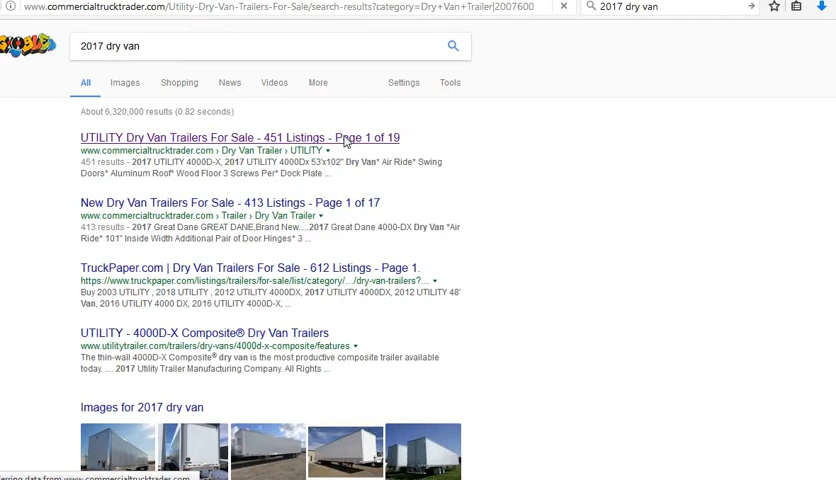 www.commercialtrucktrader.com/Utility-Dry-Van-Trailers-For-Sale/search-results?category=Dry+Van+Trailer|2007600
2017 dry van
2017 dry van
All Images Shopping News Videos More Settings Tools
About 6,320,000 results (0.82 seconds)
UTILITY Dry Van Trailers For Sale - 451 Listings - Page 1 of 19
www.commercialtrucktrader.com › Dry Van Trailer › UTILITY
451 results - 2017 UTILITY 4000D-X, 2017 UTILITY 4000Dx 53'x102" Dry Van* Air Ride* Swing
Doors* Aluminum Roof* Wood Floor 3 Screws Per* Dock Plate ...
New Dry Van Trailers For Sale - 413 Listings - Page 1 of 17
www.commercialtrucktrader.com › Trailer › Dry Van Trailer
413 results - 2017 Great Dane GREAT DANE,Brand New....2017 Great Dane 4000-DX Dry Van *Air
Ride* 101" Inside Width Additional Pair of Door Hinges* 3 ...
TruckPaper.com | Dry Van Trailers For Sale - 612 Listings - Page 1.
https://www.truckpaper.com/listings/trailers/for-sale/list/category/.../dry-van-trailers?...
Buy 2003 UTILITY , 2018 UTILITY , 2012 UTILITY 4000DX, 2017 UTILITY 4000DX, 2012 UTILITY 48'
Van, 2016 UTILITY 4000 DX, 2016 UTILITY 4000D-X, ...
UTILITY - 4000D-X Composite® Dry Van Trailers
www.utilitytrailer.com/trailers/dry-vans/4000d-x-composite/features
The thin-wall 4000D-X Composite® dry van is the most productive composite trailer available
today. .... 2017 Utility Trailer Manufacturing Company. All Rights ...
Images for 2017 dry van
erring data from www.commercialtrucktrader.com